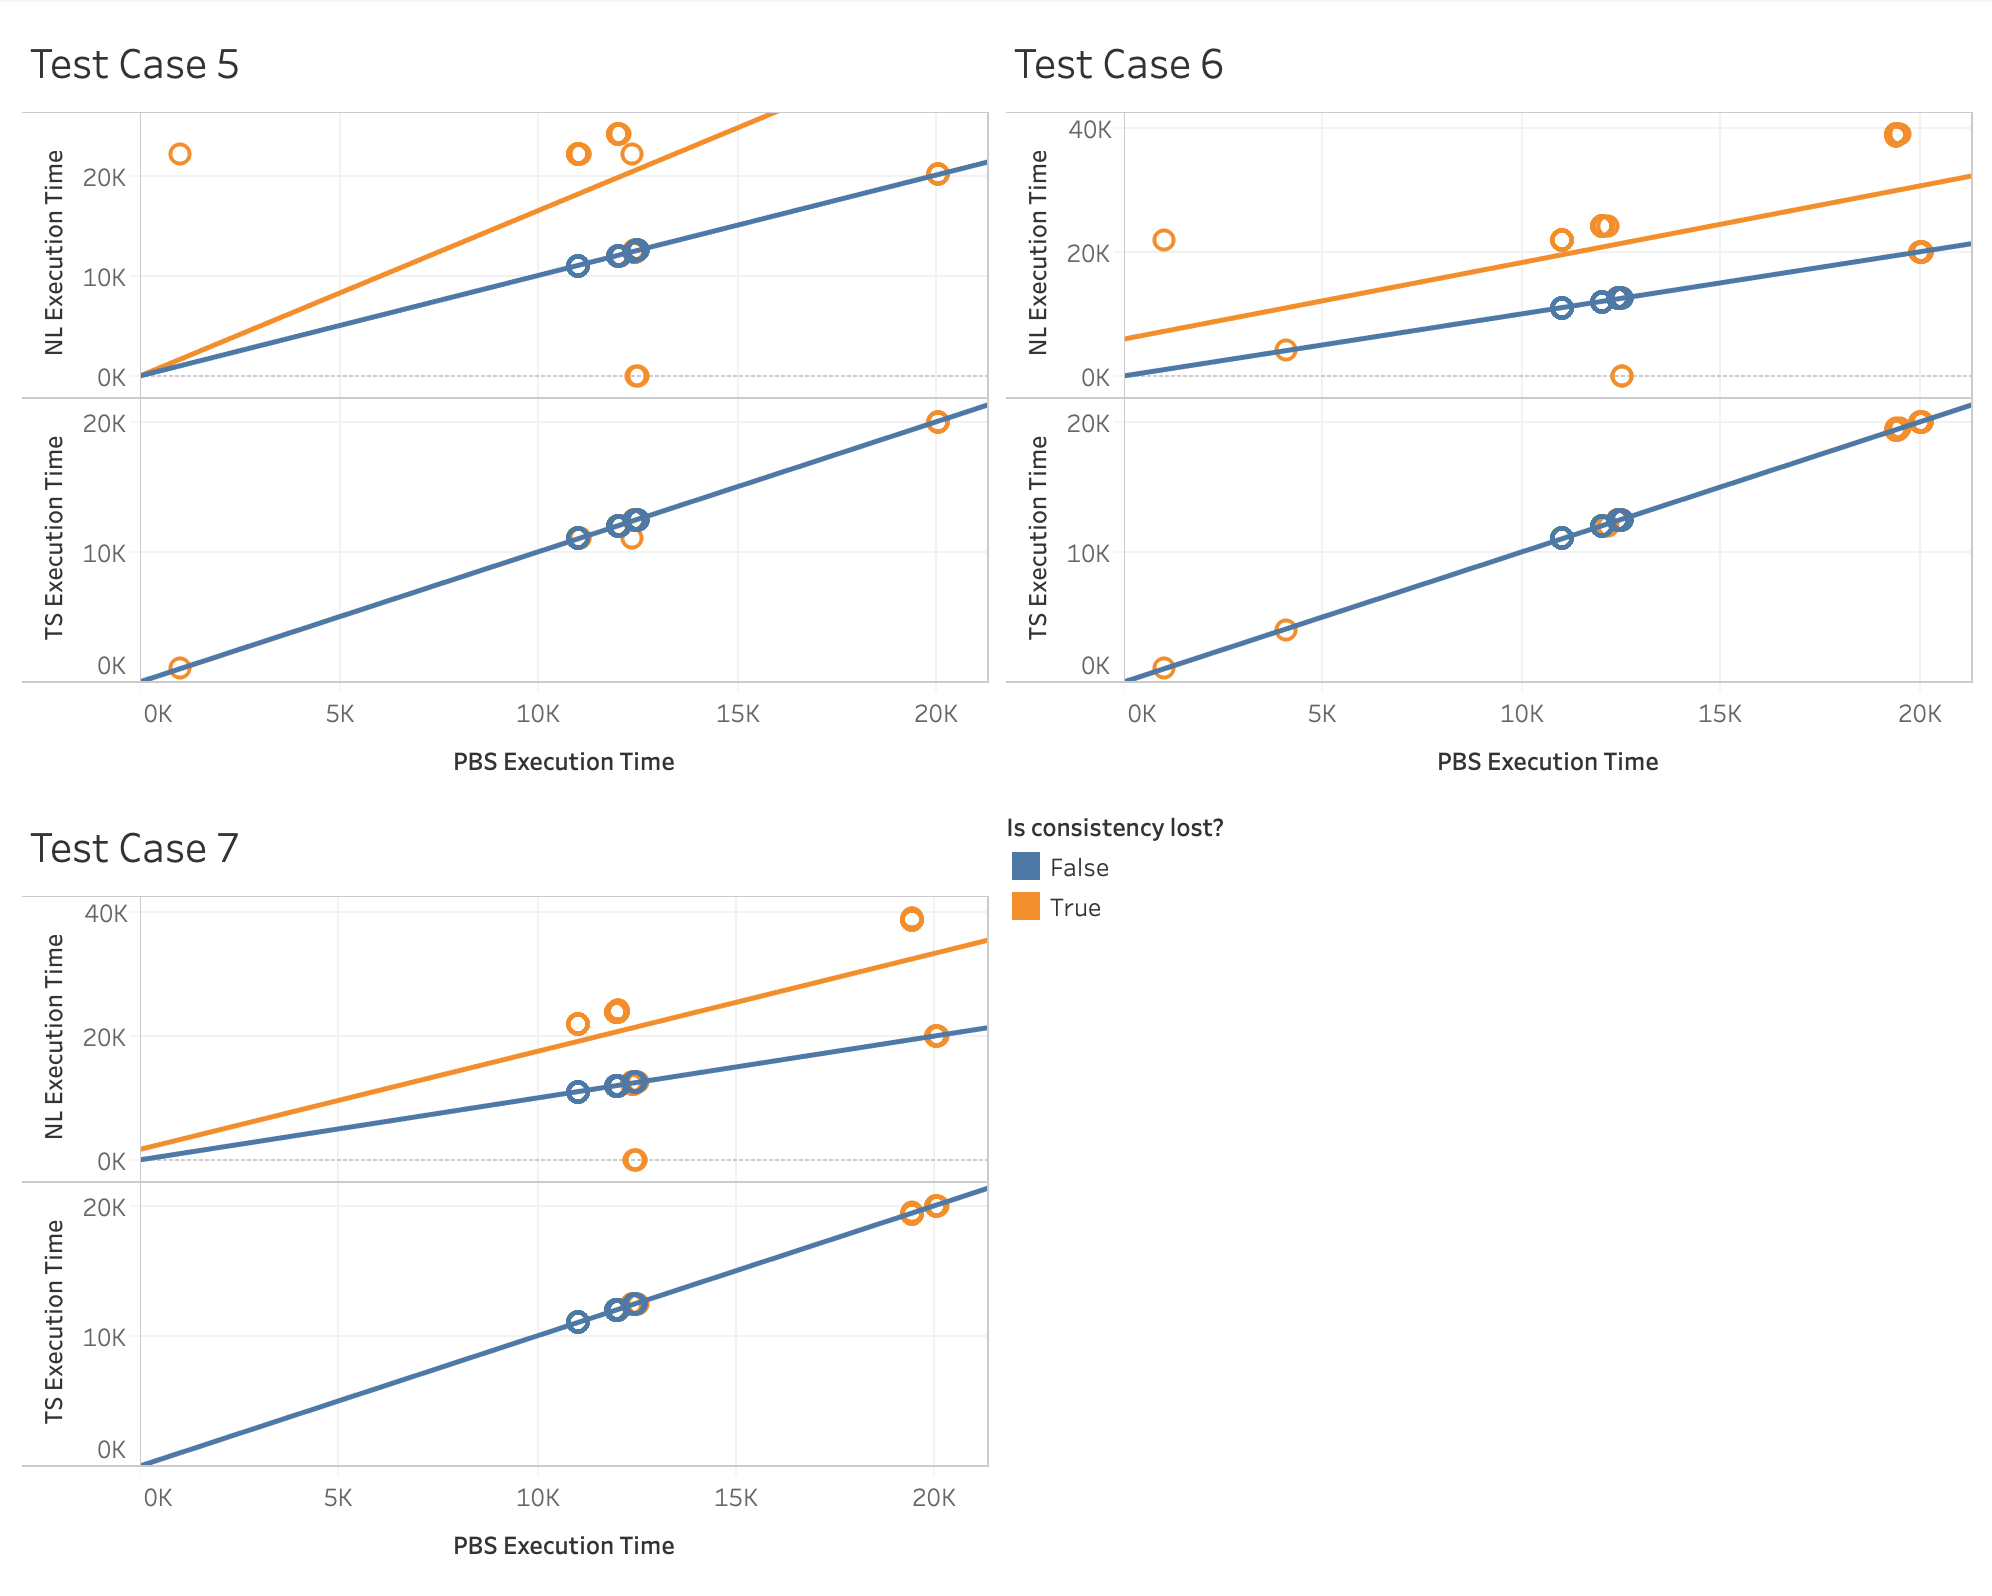 Test Case 5
NL Execution Time
20K
10K
0K
TS Execution Time
20K
10K
0K
0K 5K 10K 15K 20K
PBS Execution Time
Test Case 6
NL Execution Time
40K
20K
0K
TS Execution Time
20K
10K
0K
0K 5K 10K 15K 20K
PBS Execution Time
Test Case 7
NL Execution Time
40K
20K
0K
TS Execution Time
20K
10K
0K
0K 5K 10K 15K 20K
PBS Execution Time
Is consistency lost?
False
True